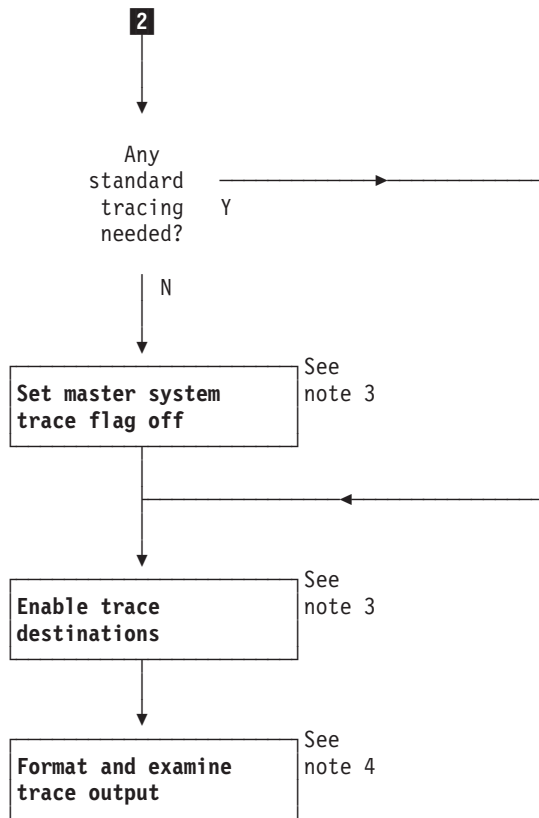 2
Any
standard
tracing Y
needed?
N
See
Set master system note 3
trace flag off
See
Enable trace note 3
destinations
See
Format and examine note 4
trace output